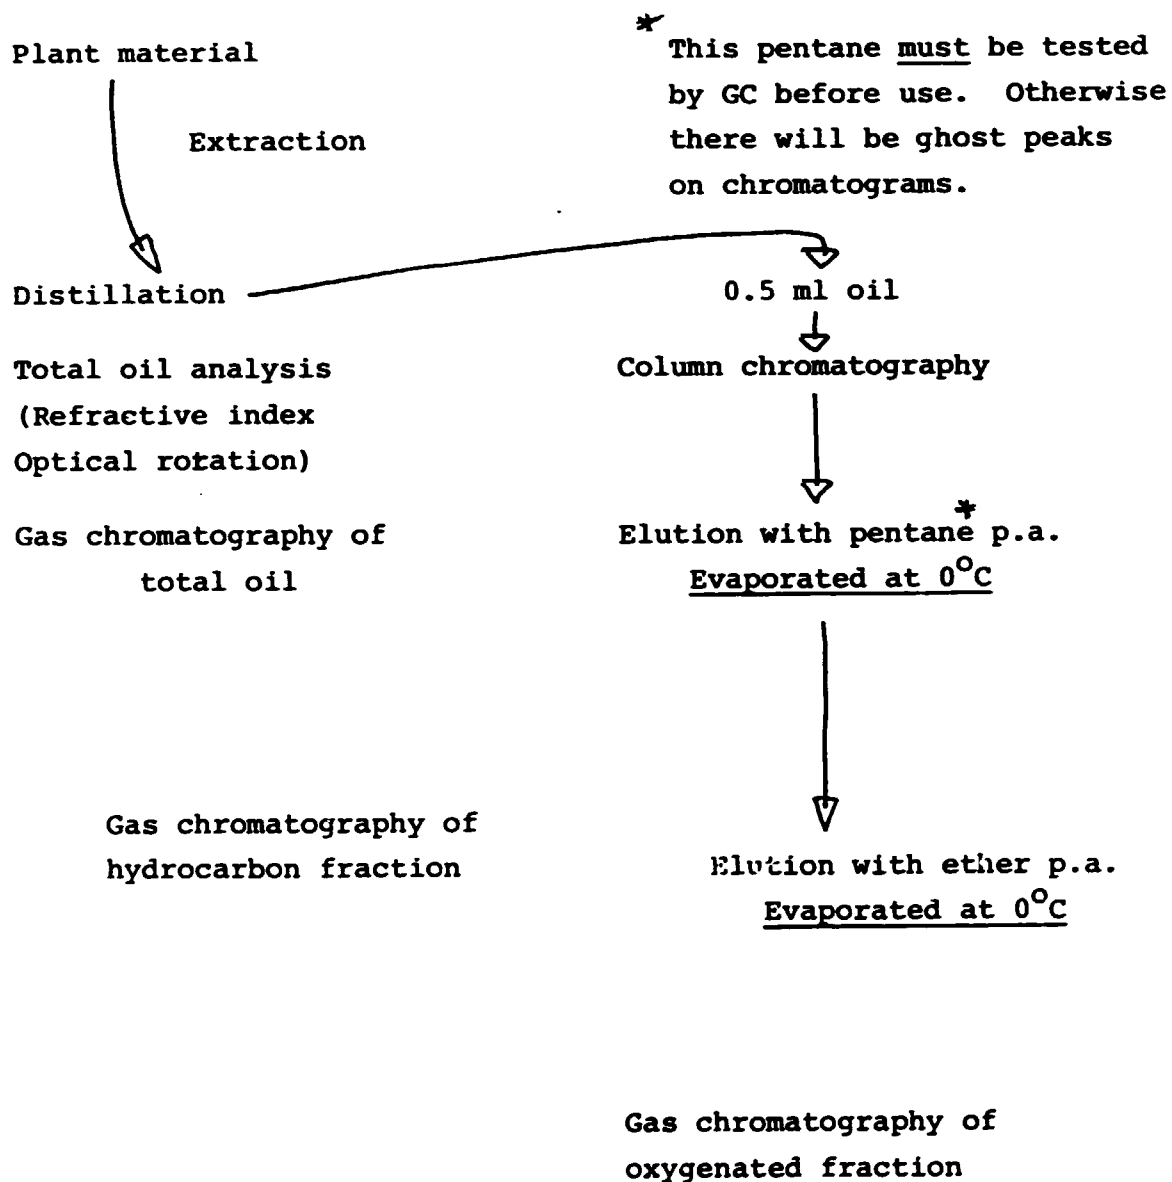 Plant material
Extraction
*
This pentane must be tested
by GC before use. Otherwise
there will be ghost peaks
on chromatograms.
Distillation
Total oil analysis
(Refractive index
Optical rotation)
Gas chromatography of
total oil
0.5 ml oil
Column chromatography
Elution with pentane* p.a.
Evaporated at 0°C
Gas chromatography of
hydrocarbon fraction
Elution with ether p.a.
Evaporated at 0°C
Gas chromatography of
oxygenated fraction